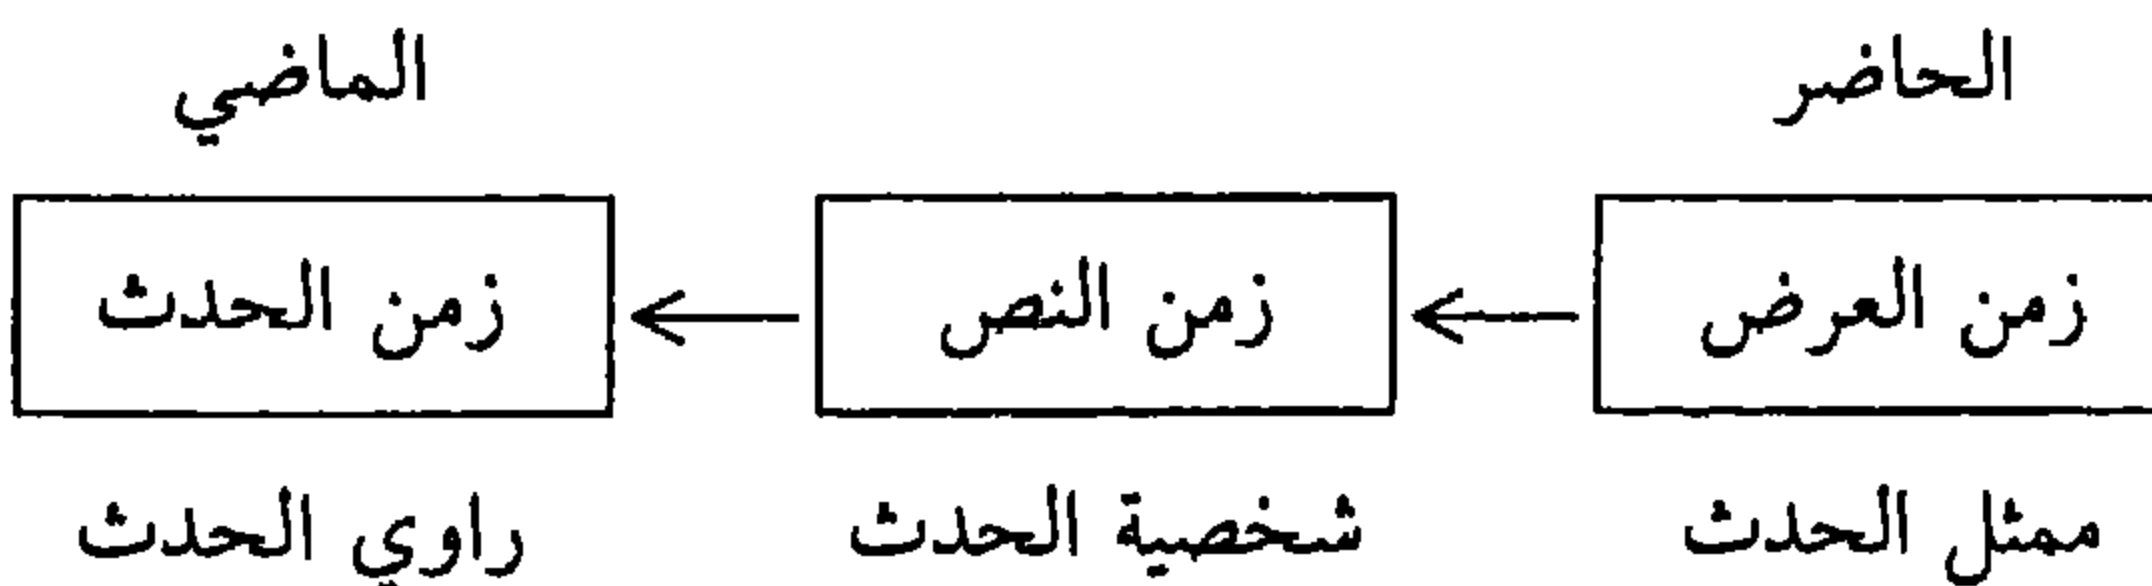 الحاضر الماضي
زمن العرض زمن النص زمن الحدث
ممثل الحدث شخصية الحدث راوي الحدث